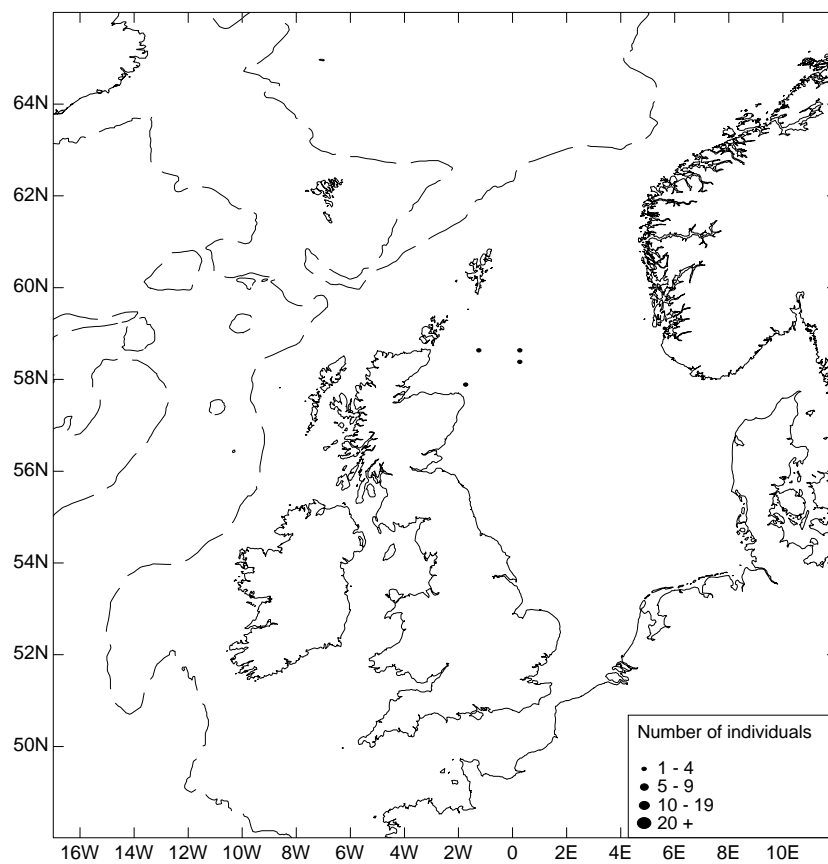 64N
62N
60N
58N
56N
54N
52N
50N
Number of individuals
1 - 4
5 - 9
10 - 19
20 +
16W 14W 12W 10W 8W 6W 4W 2W 0 2E 4E 6E 8E 10E